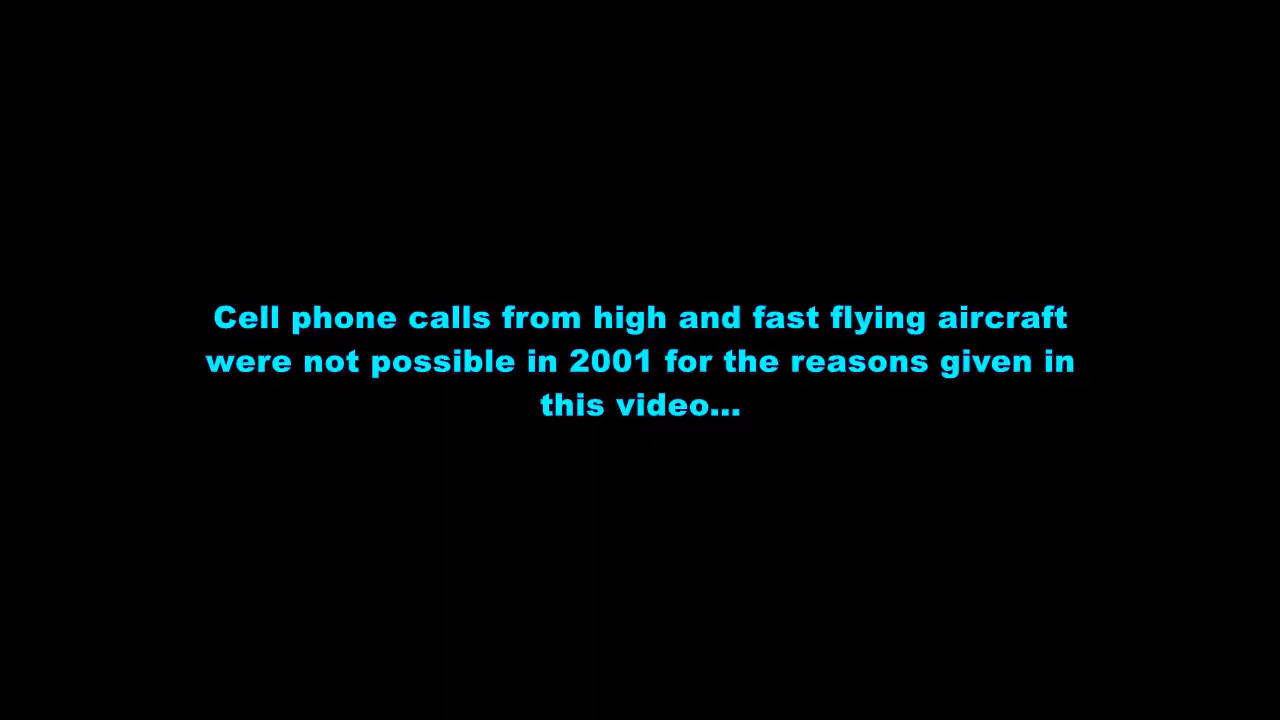 Cell phone calls from high and fast flying aircraft
were not possible in 2001 for the reasons given in
this video...